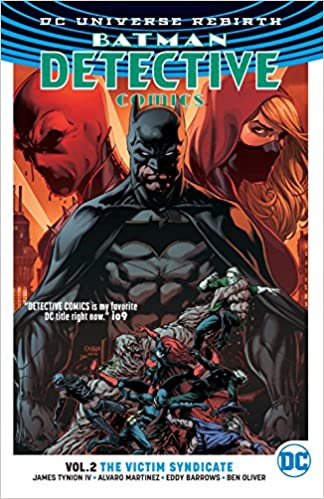 DC UNIVERSE REBIRTH
BATMAN
DETECTIVE
COMICS
"DETECTIVE COMICS is my favorite
DC title right now." io9
VOL.2 THE VICTIM SYNDICATE
JAMES TYNION IV • ALVARO MARTINEZ • EDDY BARROWS • BEN OLIVER
DC